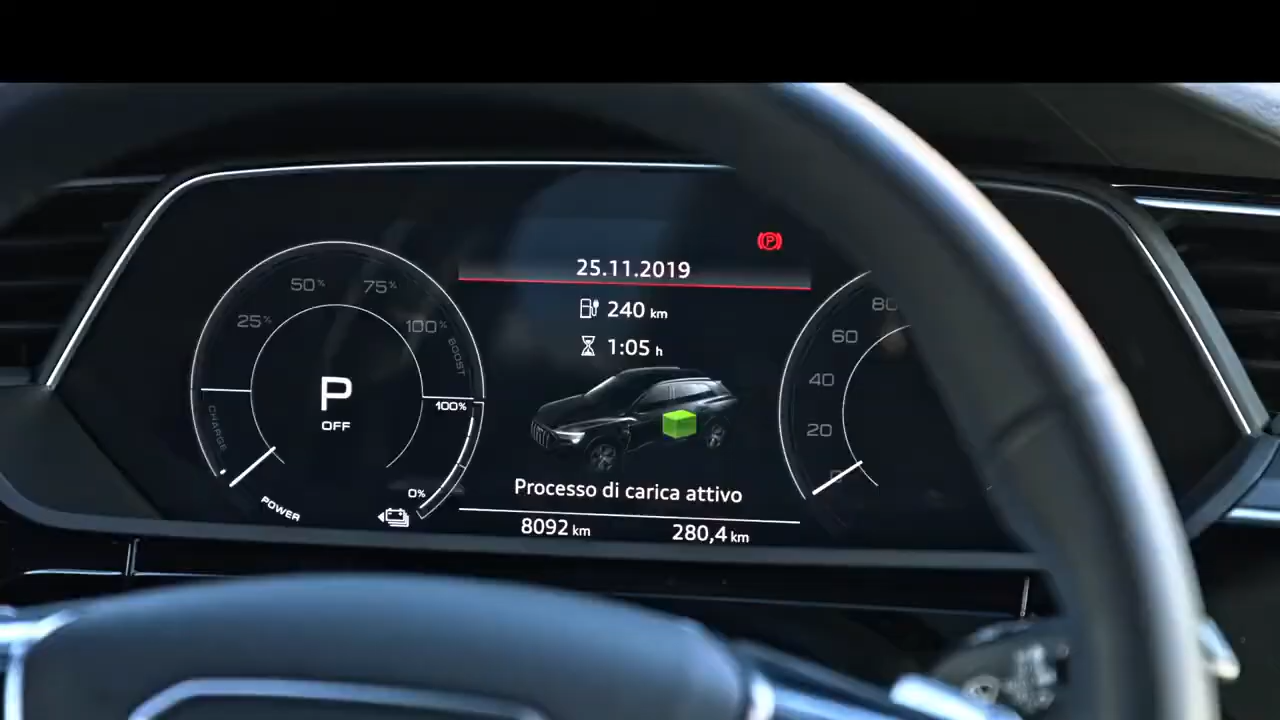 25.11.2019
240 km
1:05 h
Processo di carica attivo
8092 km 280,4 km
25% 50% 75% 100%
BOOST
P
OFF
CHARGE
POWER
100%
0%
80
60
40
20
P